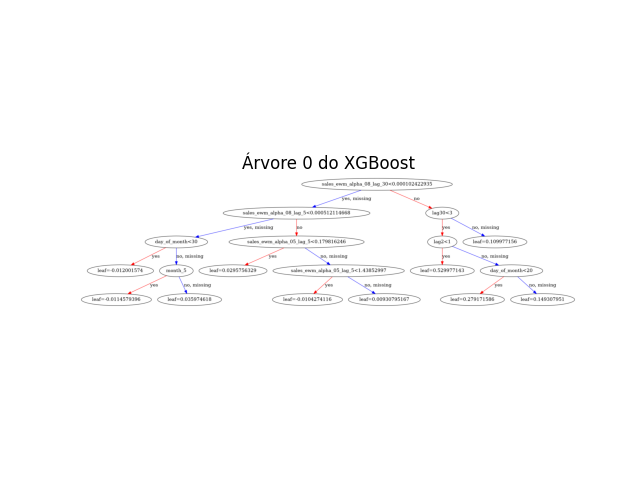 Árvore 0 do XGBoost
sales_ewm_alpha_08_lag_30<0.000102422935
yes, missing
no
sales_ewm_alpha_08_lag_5<0.000512114668
lag30<3
yes, missing
no
yes
no, missing
day_of_month<30
sales_ewm_alpha_05_lag_5<0.179816246
lag2<1
leaf=0.109977156
yes
no, missing
yes
no, missing
yes
no, missing
leaf=-0.012001574
month_5
leaf=0.0295756329
sales_ewm_alpha_05_lag_5<1.43852997
leaf=0.529977143
day_of_month<20
yes
no, missing
yes
no, missing
yes
no, missing
leaf=-0.0114579396
leaf=0.035974618
leaf=-0.0104274116
leaf=0.00930795167
leaf=0.279171586
leaf=0.149307951